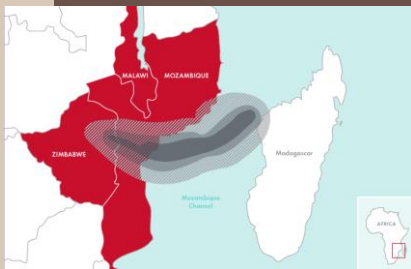 MALAWI
MOZAMBIQUE
ZIMBABWE
Madagascar
Mozambique
Channel
AFRICA